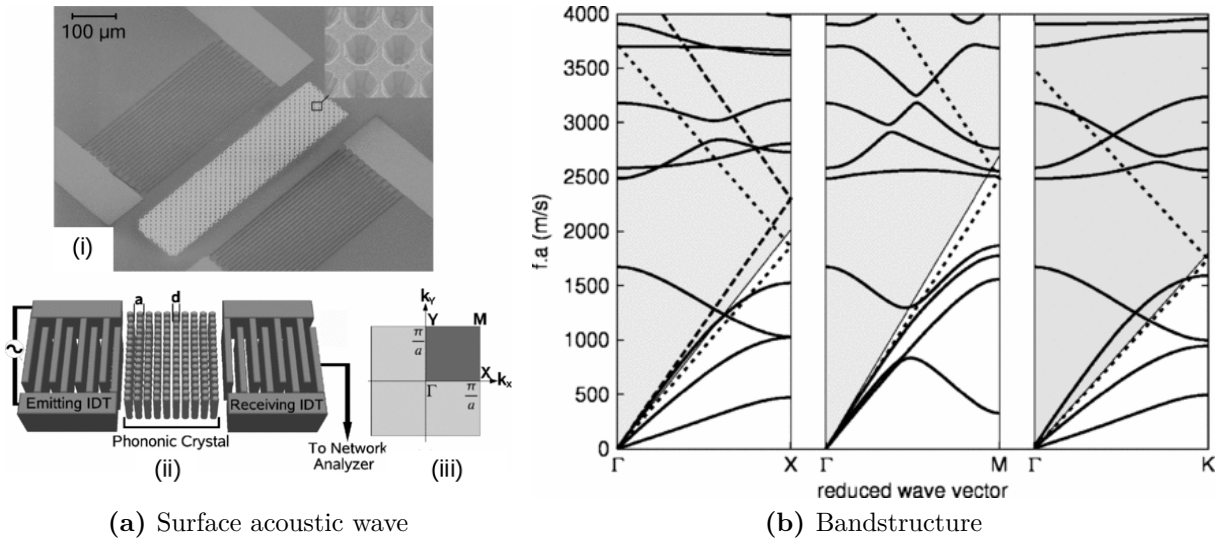 100 μm
(i)
a
d
~
Emitting IDT
Receiving IDT
Phononic Crystal
To Network
Analyzer
(ii)
k_Y
Y
M
π
a
X
k_x
Γ
π
a
(iii)
(a) Surface acoustic wave
f.a (m/s)
4000
3500
3000
2500
2000
1500
1000
500
0
Γ
X
Γ
M
Γ
K
reduced wave vector
(b) Bandstructure